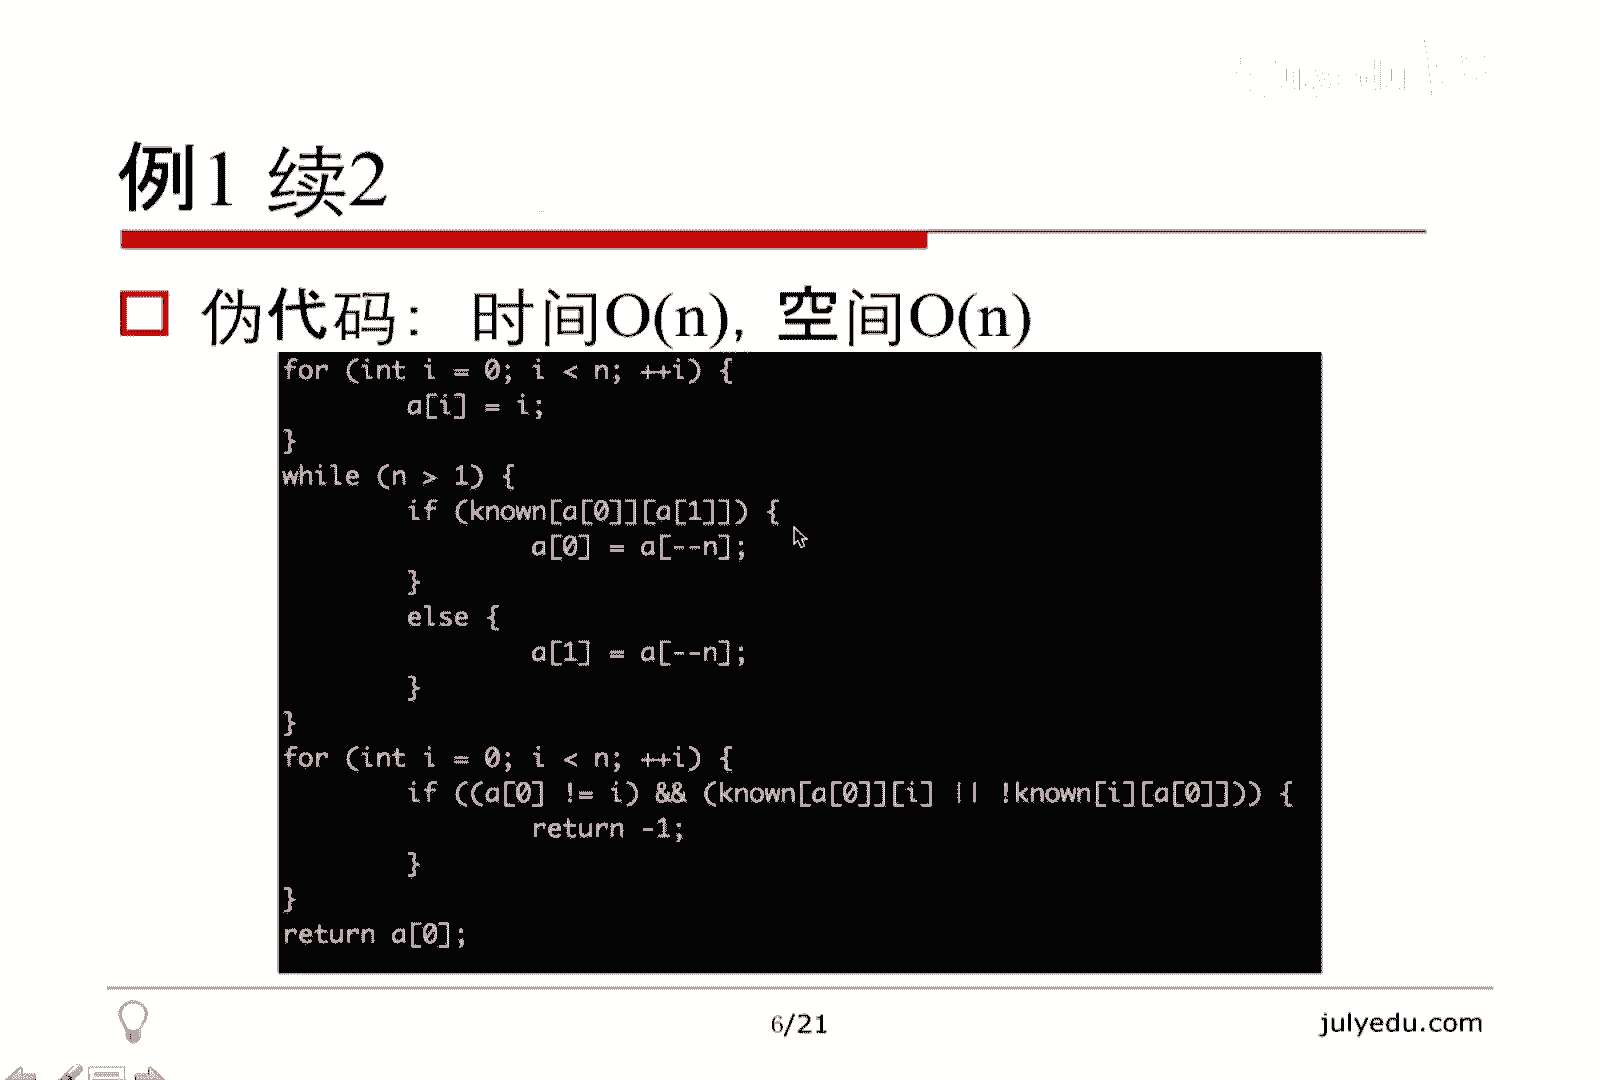 例1 续2
伪代码： 时间O(n), 空间O(n)
for (int i = 0; i < n; ++i) {
a[i] = i;
}
while (n > 1) {
if (known[a[0]][a[1]]) {
a[0] = a[--n];
}
else {
a[1] = a[--n];
}
}
for (int i = 0; i < n; ++i) {
if ((a[0] != i) && (known[a[0]][i] || !known[i][a[0]])) {
return -1;
}
}
return a[0];
6/21
julyedu.com